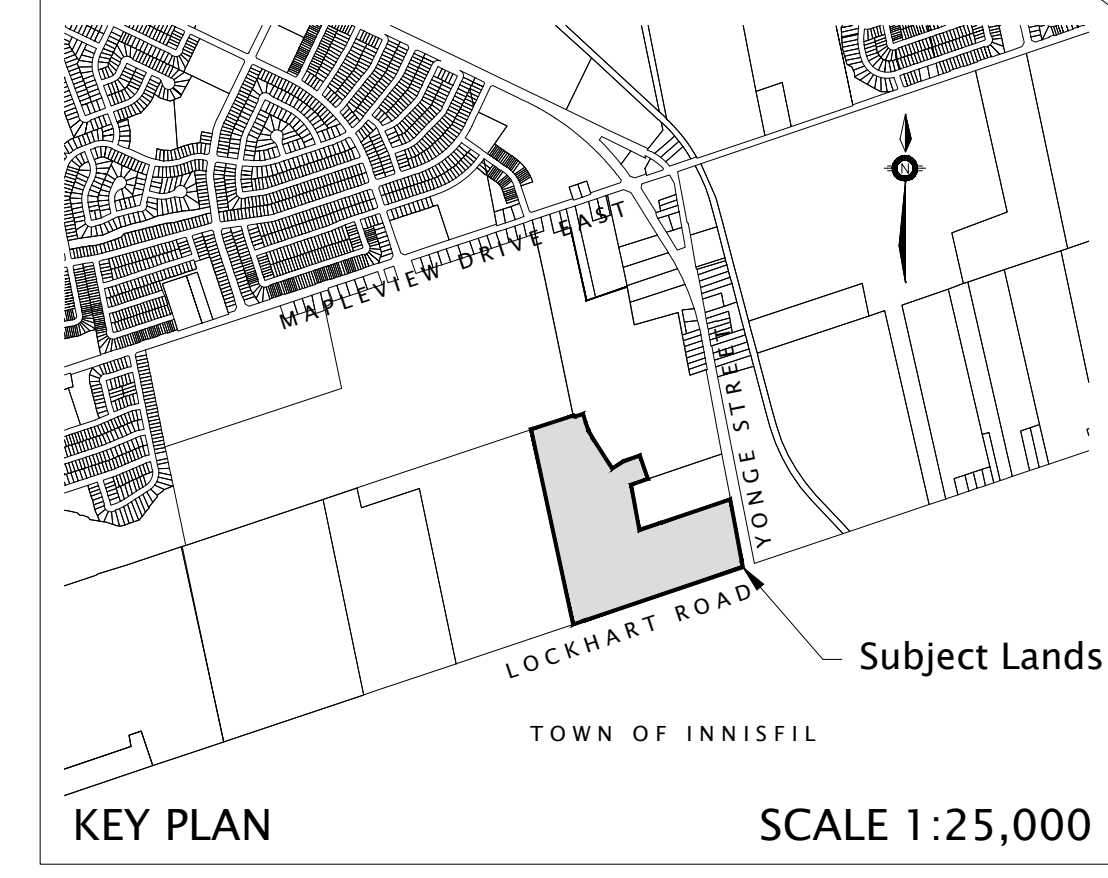 N
MAPLEVIEW DRIVE EAST
YONGE STREET
LOCKHART ROAD
Subject Lands
TOWN OF INNISFIL
KEY PLAN
SCALE 1:25,000